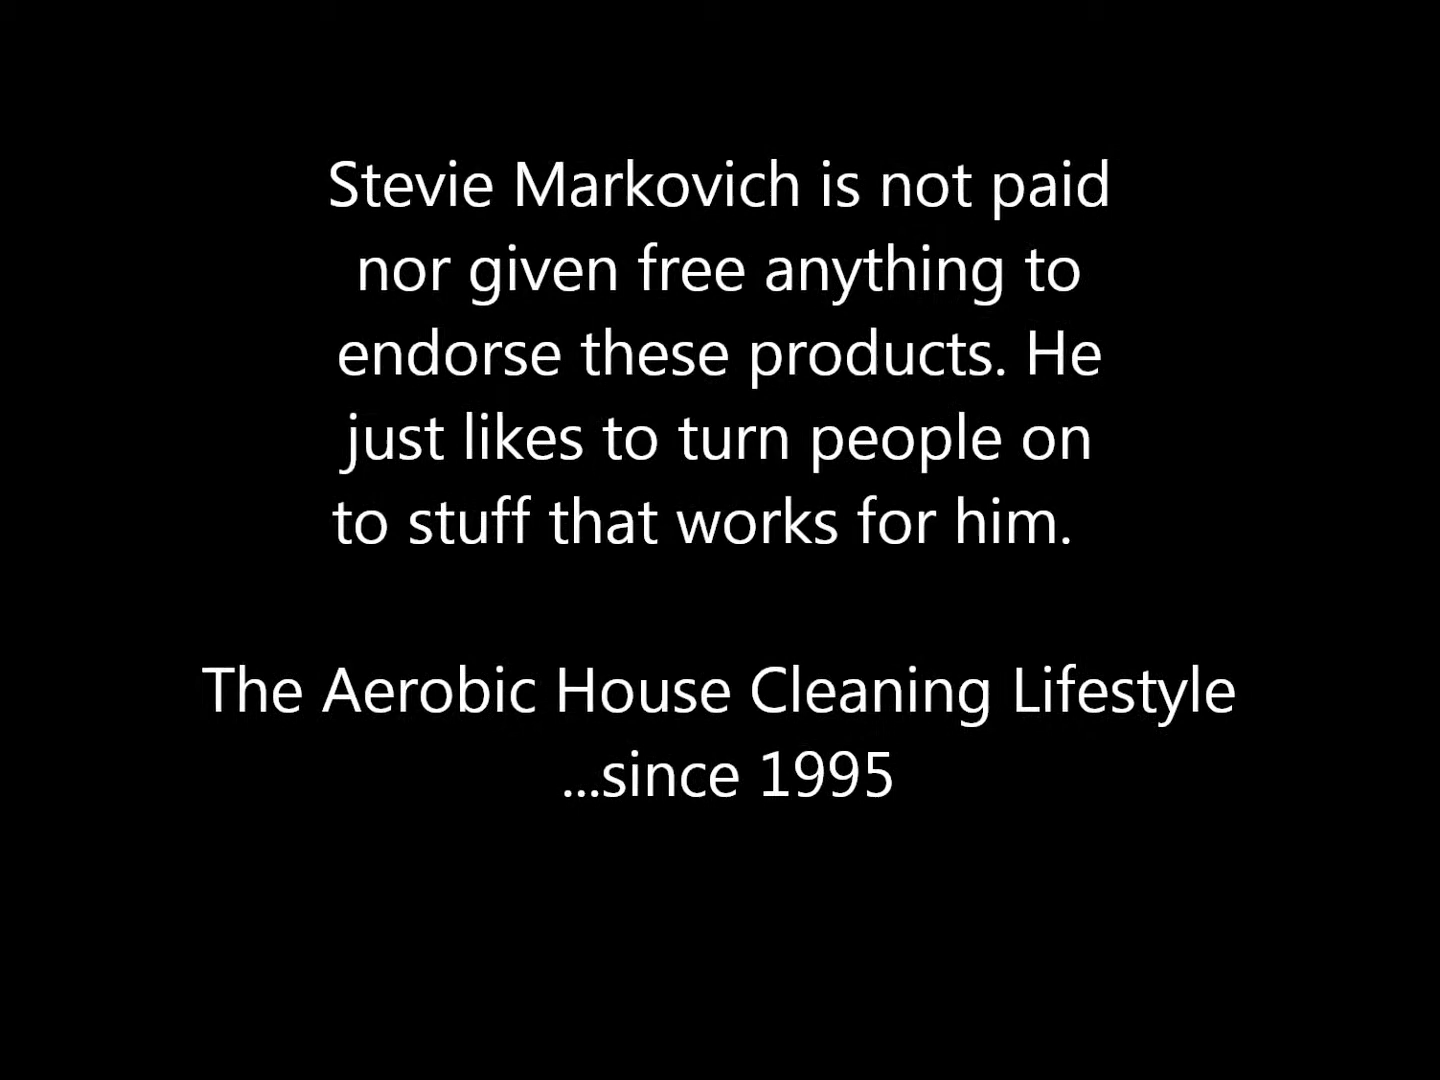 Stevie Markovich is not paid
nor given free anything to
endorse these products. He
just likes to turn people on
to stuff that works for him.
The Aerobic House Cleaning Lifestyle
...since 1995